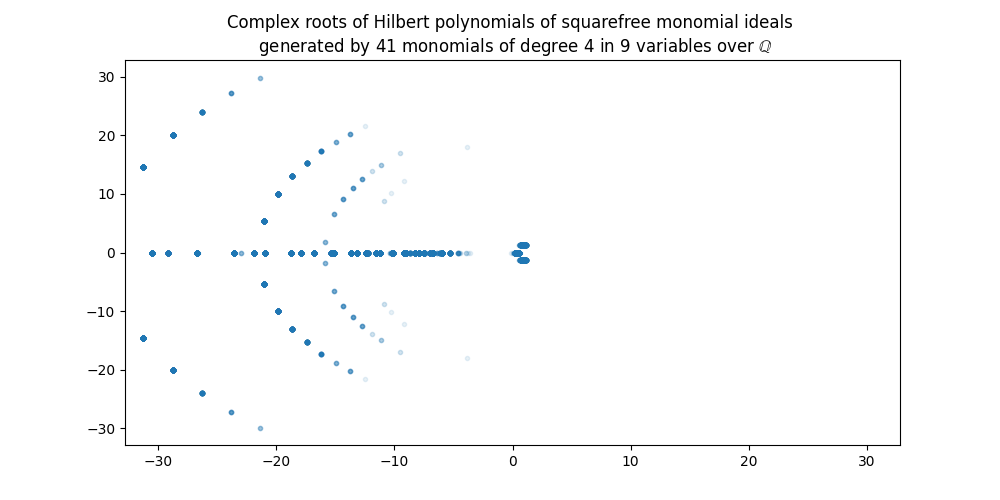 Complex roots of Hilbert polynomials of squarefree monomial ideals
generated by 41 monomials of degree 4 in 9 variables over ℚ
30
20
10
0
−10
−20
−30
−30 −20 −10 0 10 20 30